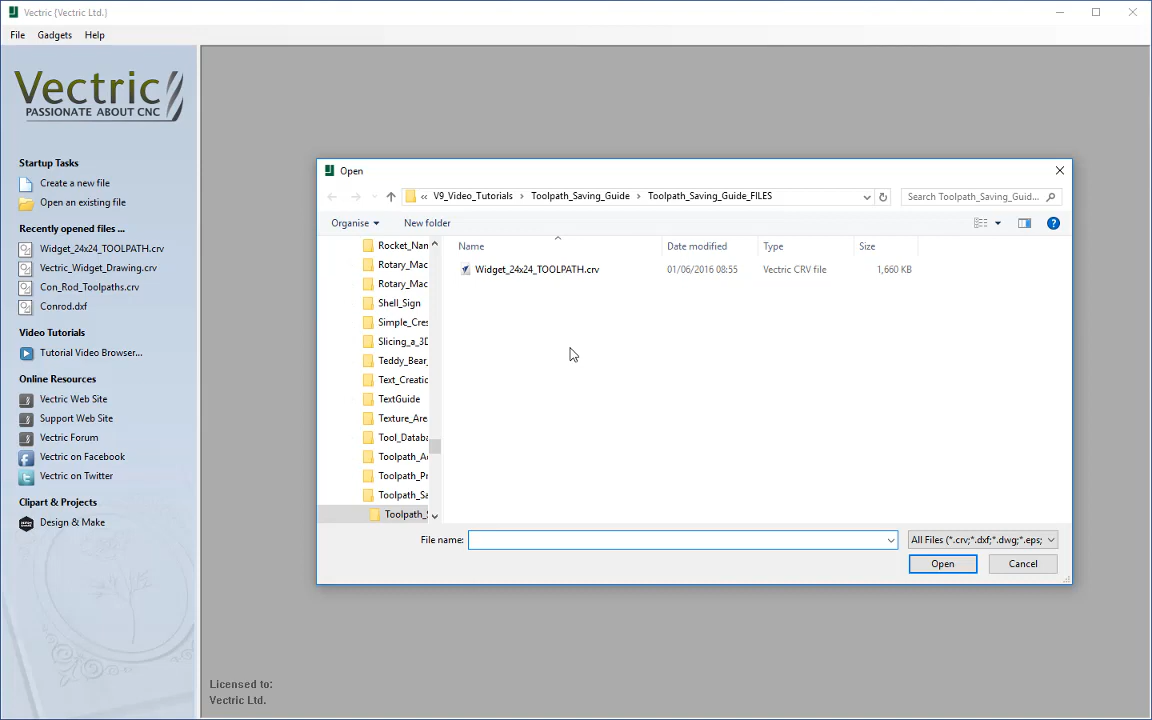 Vectric {Vectric Ltd.}
File Gadgets Help
Vectric
PASSIONATE ABOUT CNC
Startup Tasks
Create a new file
Open an existing file
Recently opened files ...
Widget_24x24_TOOLPATH.crv
Vectric_Widget_Drawing.crv
Con_Rod_Toolpaths.crv
Conrod.dxf
Video Tutorials
Tutorial Video Browser...
Online Resources
Vectric Web Site
Support Web Site
Vectric Forum
Vectric on Facebook
Vectric on Twitter
Clipart & Projects
Design & Make
Open
« V9_Video_Tutorials › Toolpath_Saving_Guide › Toolpath_Saving_Guide_FILES
Search Toolpath_Saving_Guid...
Organise New folder
Rocket_Nan
Rotary_Mac
Rotary_Mac
Shell_Sign
Simple_Cres
Slicing_a_3D
Teddy_Bear_
Text_Creatio
TextGuide
Texture_Are
Tool_Databa
Toolpath_Ad
Toolpath_Pr
Toolpath_Sa
Toolpath_S
Name Date modified Type Size
Widget_24x24_TOOLPATH.crv 01/06/2016 08:55 Vectric CRV file 1,660 KB
File name:
All Files (*.crv;*.dxf;*.dwg;*.eps;
Open Cancel
Licensed to:
Vectric Ltd.